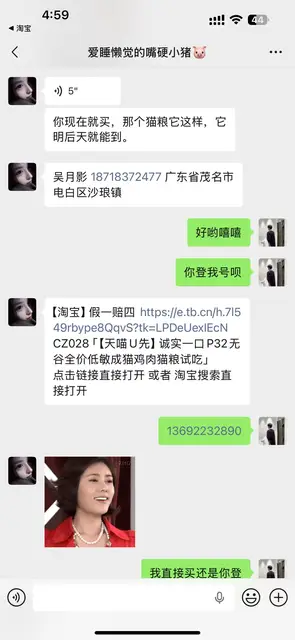 4:59
44
淘宝
爱睡懒觉的嘴硬小猪🐷
5"
你现在就买，那个猫粮它这样，它
明后天就能到。
吴月影 18718372477 广东省茂名市
电白区沙琅镇
好哟嘻嘻
你登我号呗
【淘宝】假一赔四 https://e.tb.cn/h.7I5
49rbype8QqvS?tk=LPDeUexIEcN
CZ028「【天猫U先】诚实一口P32无
谷全价低敏成猫鸡肉猫粮试吃」
点击链接直接打开 或者 淘宝搜索直
接打开
13692232890
我直接买还是你登